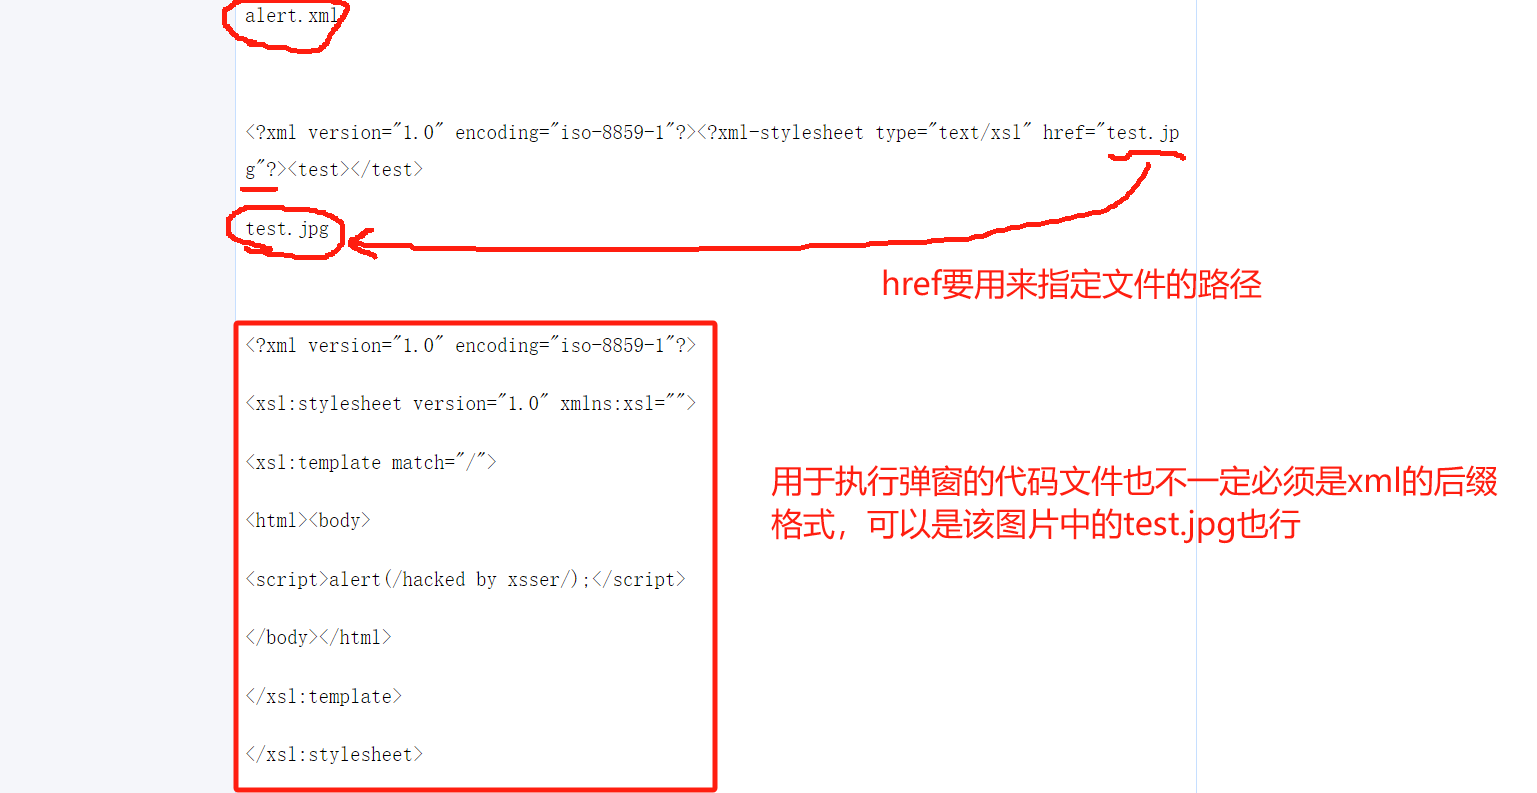 alert.xml
<?xml version="1.0" encoding="iso-8859-1"?><?xml-stylesheet type="text/xsl" href="test.jp
g"?><test></test>
test.jpg
href要用来指定文件的路径
<?xml version="1.0" encoding="iso-8859-1"?>
<xsl:stylesheet version="1.0" xmlns:xsl="">
<xsl:template match="/">
用于执行弹窗的代码文件也不一定必须是xml的后缀
格式，可以是该图片中的test.jpg也行
<html><body>
<script>alert(/hacked by xsser/);</script>
</body></html>
</xsl:template>
</xsl:stylesheet>